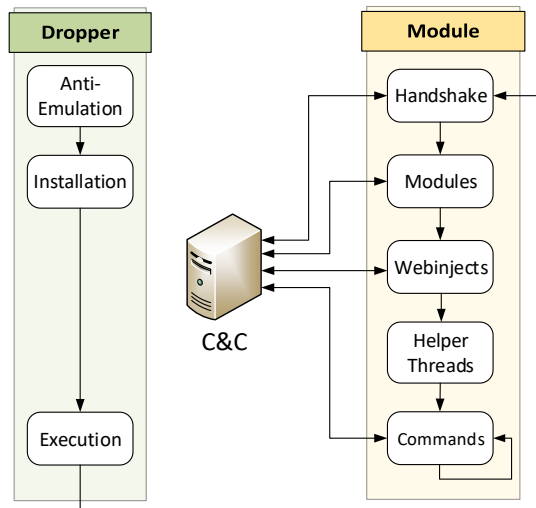 Dropper
Anti-
Emulation
Installation
Execution
C&C
Module
Handshake
Modules
Webinjects
Helper
Threads
Commands